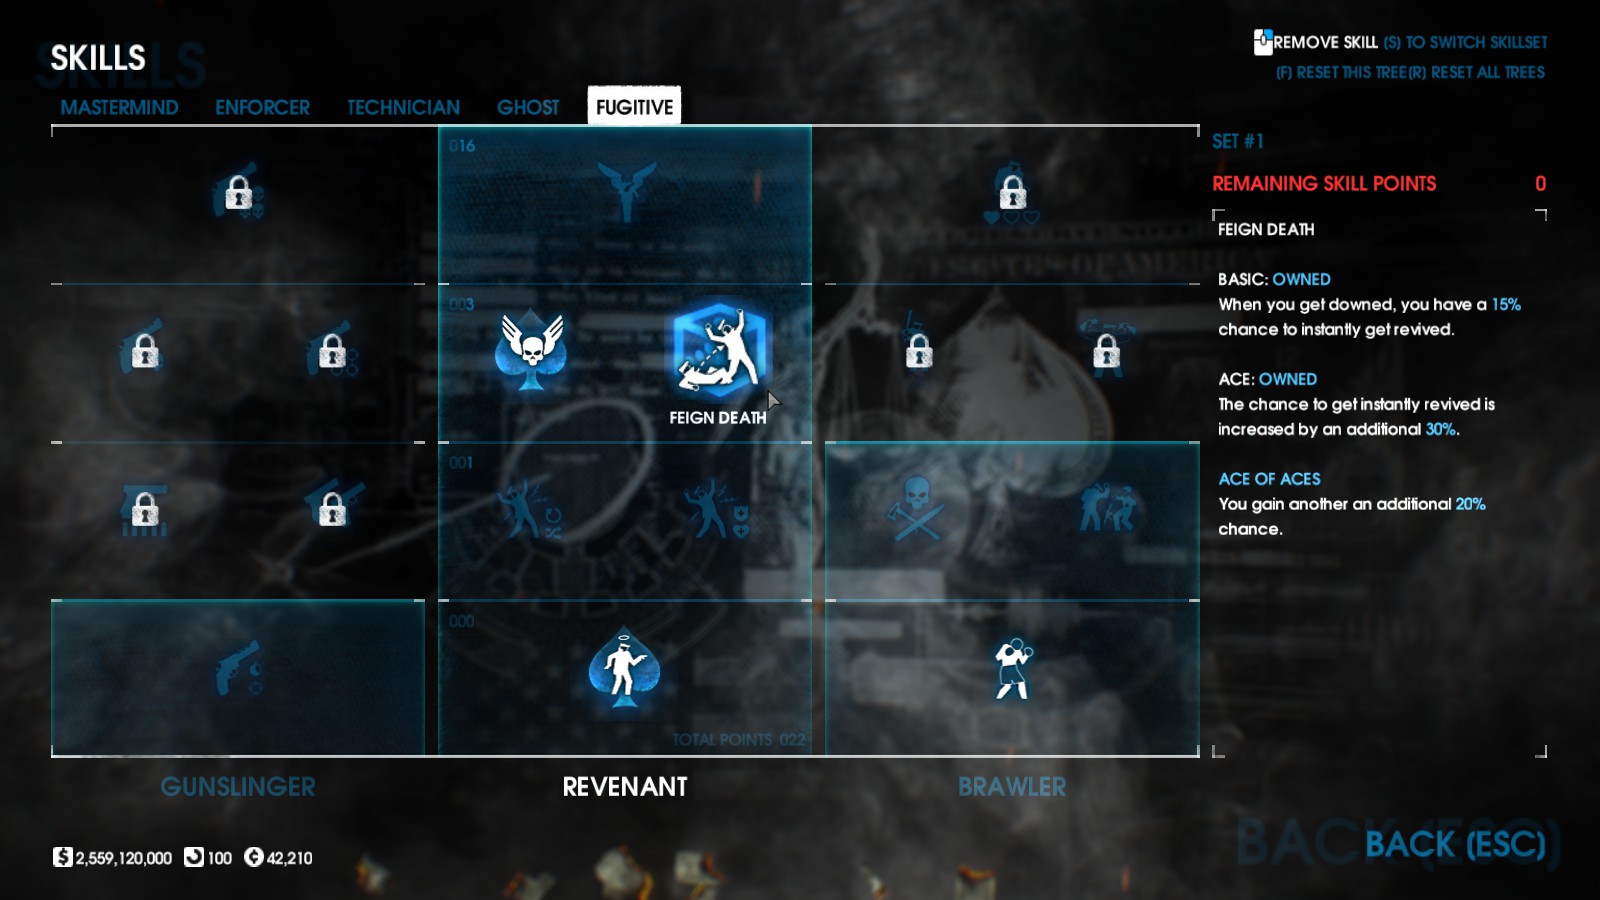 SKILLS
REMOVE SKILL (S) TO SWITCH SKILLSET
(F) RESET THIS TREE(R) RESET ALL TREES
MASTERMIND ENFORCER TECHNICIAN GHOST FUGITIVE
SET #1
REMAINING SKILL POINTS 0
FEIGN DEATH
BASIC: OWNED
When you get downed, you have a 15%
chance to instantly get revived.
ACE: OWNED
The chance to get instantly revived is
increased by an additional 30%.
ACE OF ACES
You gain another an additional 20%
chance.
016
003
FEIGN DEATH
001
000
TOTAL POINTS 022
GUNSLINGER REVENANT BRAWLER
2,559,120,000 100 42,210
BACK (ESC)